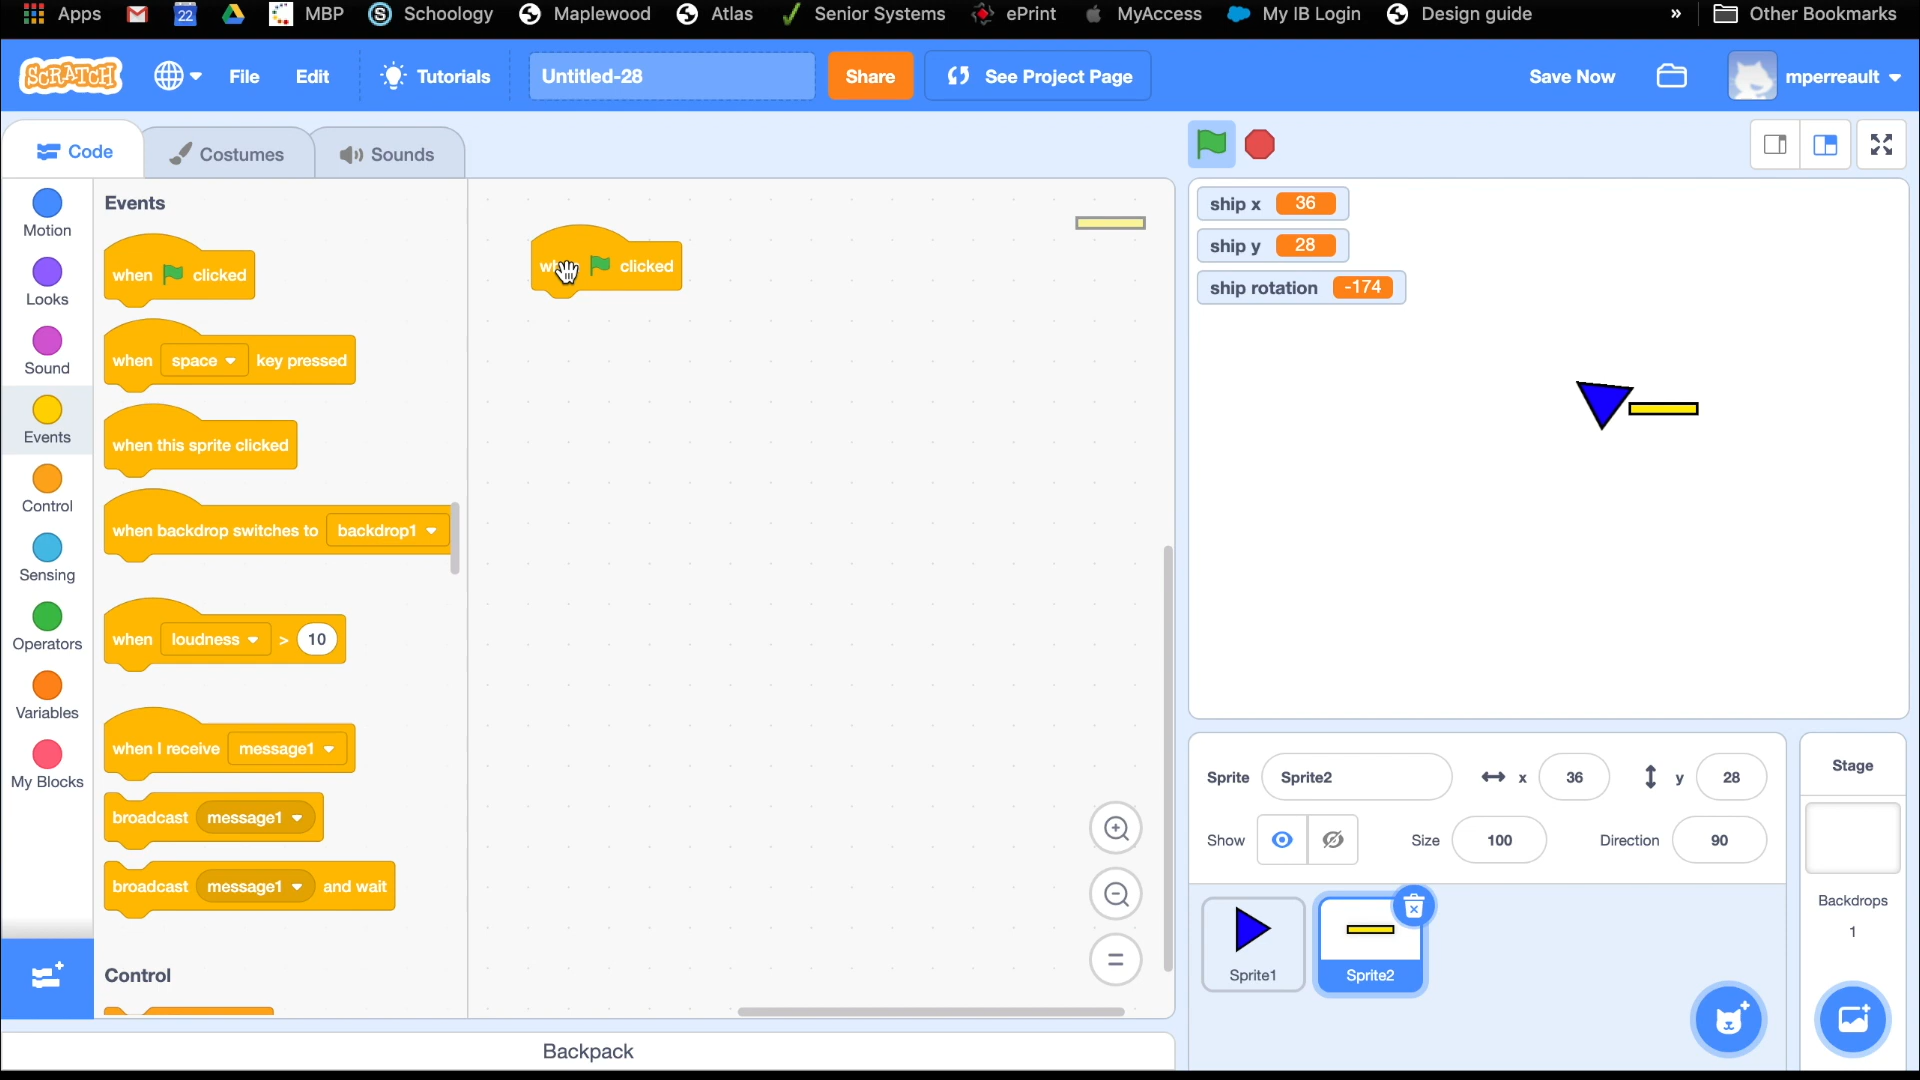 Apps 22 MBP Schoology Maplewood Atlas Senior Systems ePrint MyAccess My IB Login Design guide » Other Bookmarks
SCRATCH File Edit Tutorials Untitled-28 Share See Project Page Save Now mperreault
Code Costumes Sounds
Motion
Looks
Sound
Events
Control
Sensing
Operators
Variables
My Blocks
Events
when clicked
when space key pressed
when this sprite clicked
when backdrop switches to backdrop1
when loudness > 10
when I receive message1
broadcast message1
broadcast message1 and wait
Control
when clicked
Backpack
ship x 36
ship y 28
ship rotation -174
Sprite Sprite2 x 36 y 28
Show Size 100 Direction 90
Sprite1
Sprite2
Stage
Backdrops
1